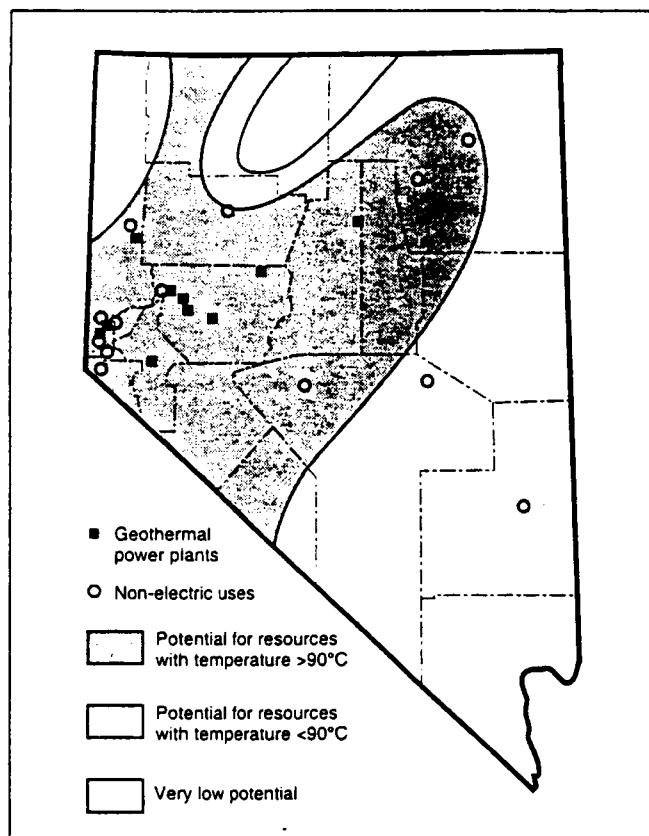 Geothermal
power plants
Non-electric uses
Potential for resources
with temperature >90°C
Potential for resources
with temperature <90°C
Very low potential